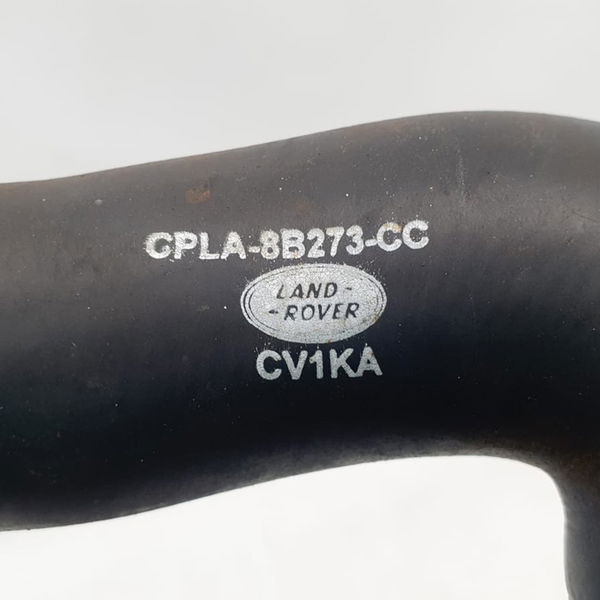 CPLA-8B273-CC
LAND-
-ROVER
CV1KA